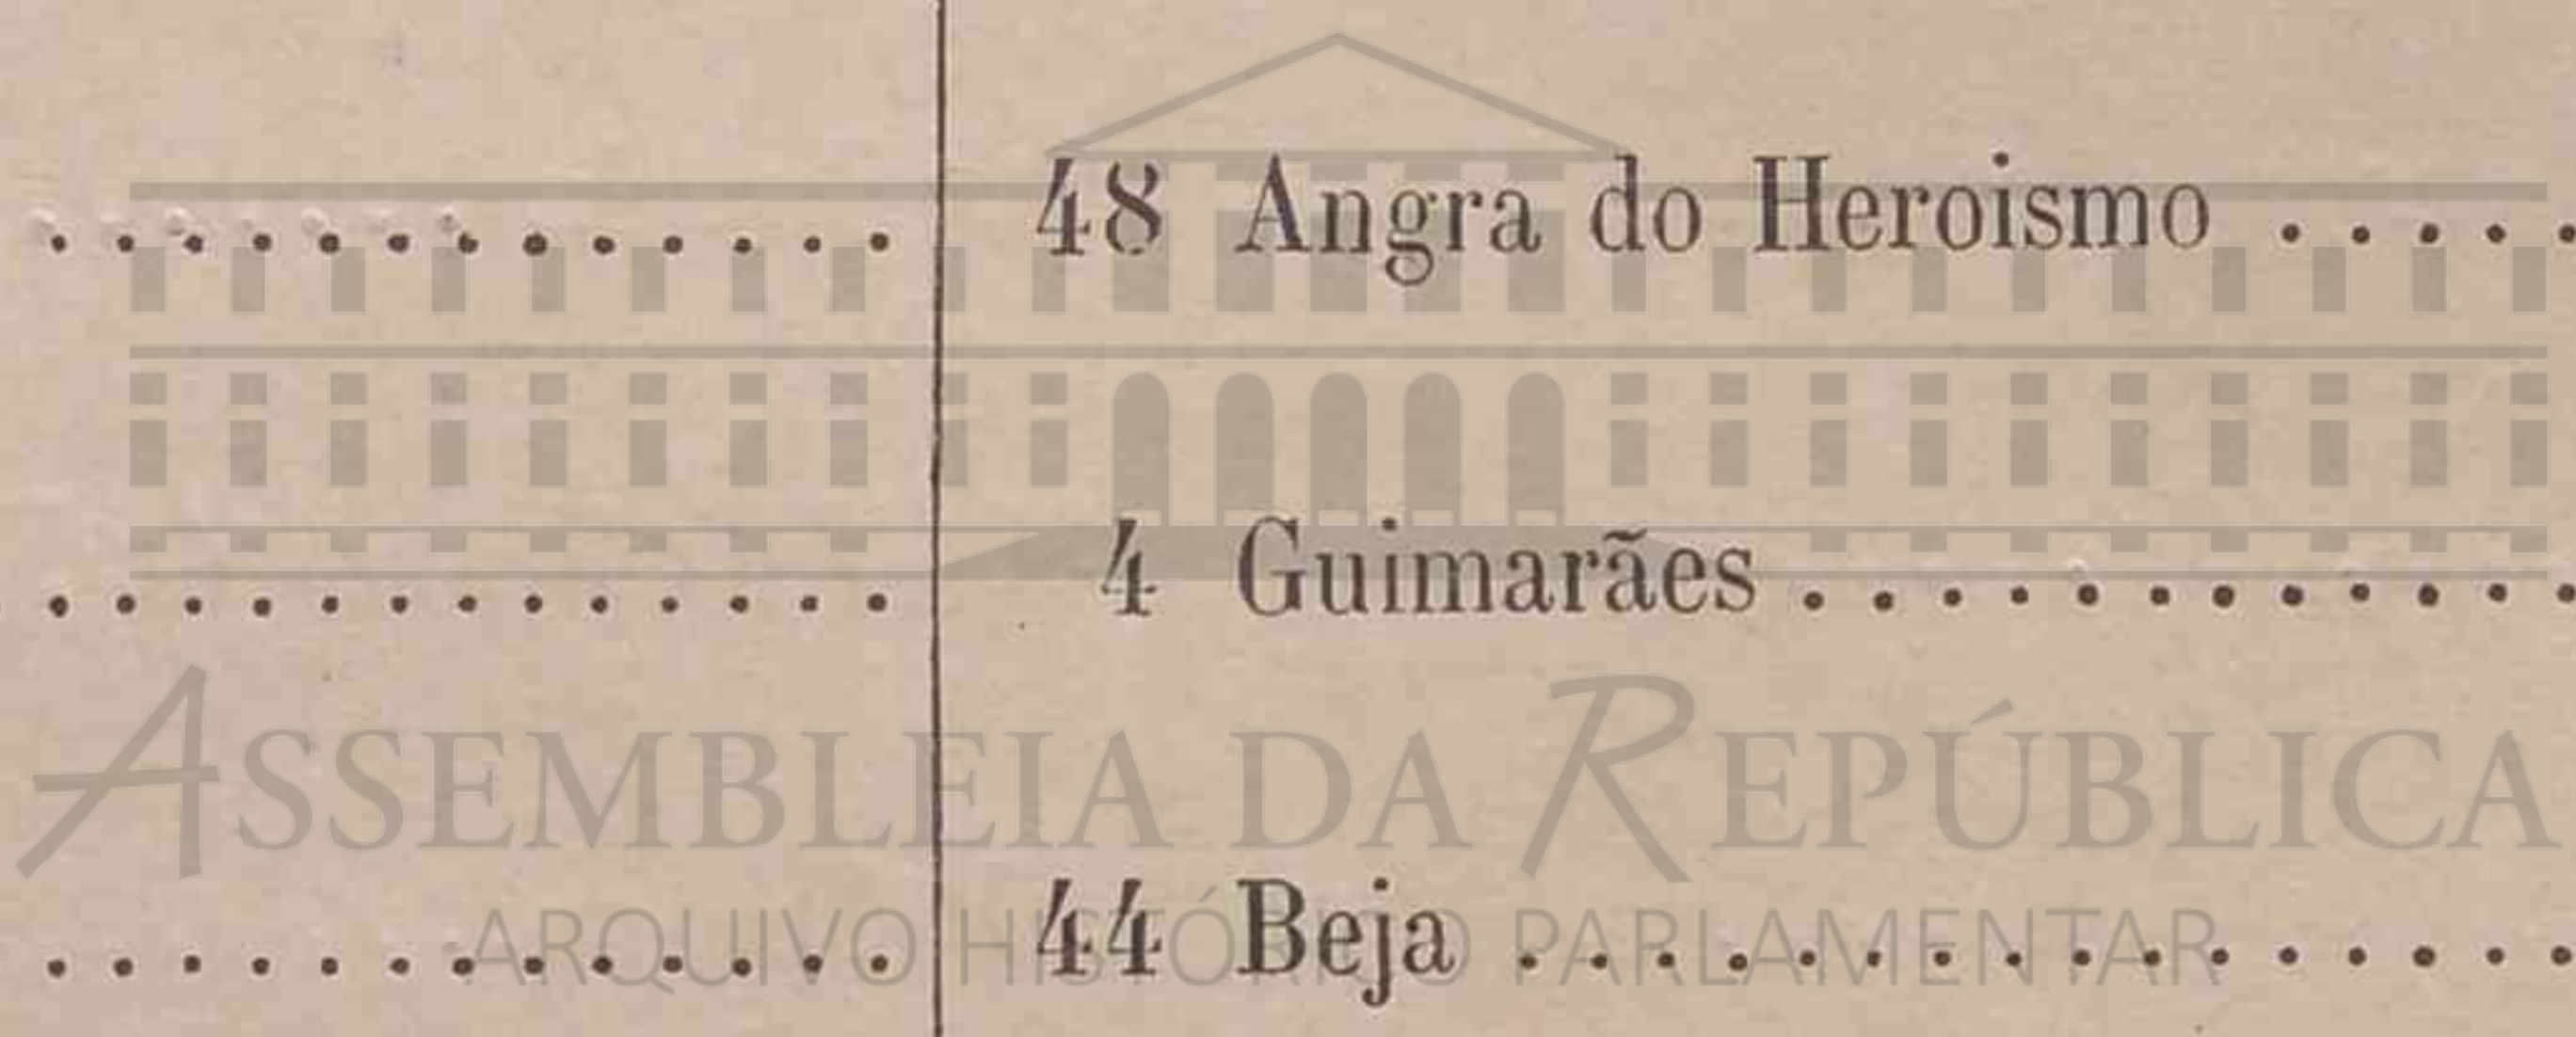 . . . . . . . . . . . . . 48 Angra do Heroismo . . . . .
. . . . . . . . . . . . . 4 Guimarães . . . . . . . . . . . .
ASSEMBLEIA DA REPÚBLICA
. . . . . . . . . . . . . 44 Beja . . . . . . . . . . . . . . . .
ARQUIVO HISTÓRICO PARLAMENTAR